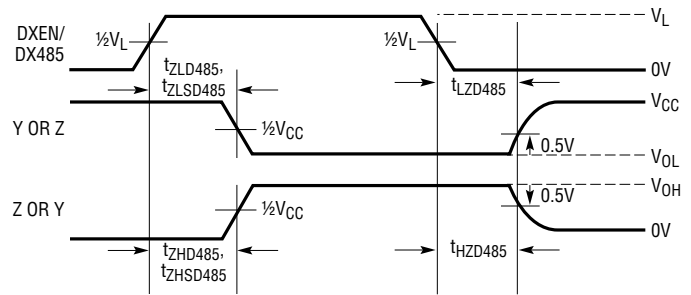 DXEN/
DX485
½VL
½VL
VL
0V
tZLD485,
tZLSD485
tLZD485
Y OR Z
½VCC
VCC
0.5V
VOL
Z OR Y
½VCC
VOH
0.5V
0V
tZHD485,
tZHSD485
tHZD485